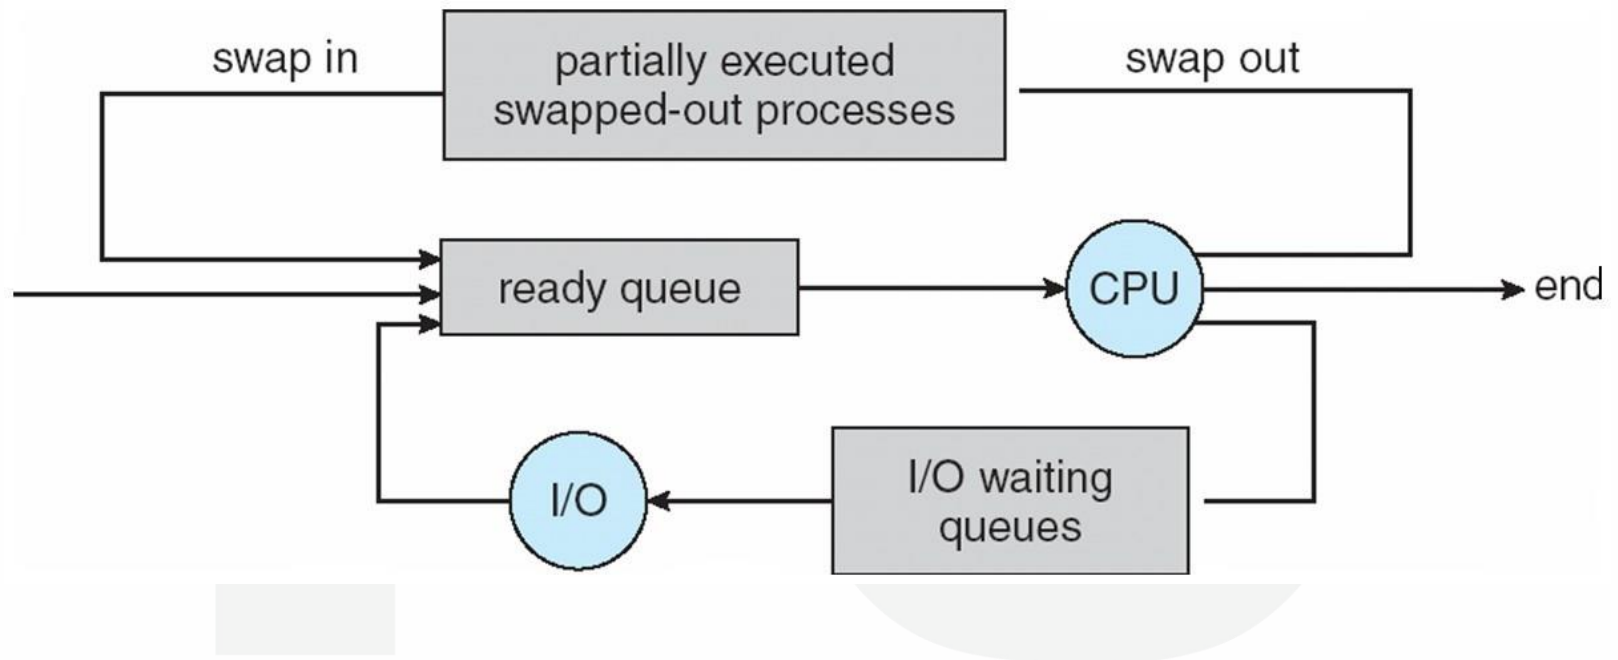 swap in
partially executed
swapped-out processes
swap out
ready queue
CPU
end
I/O
I/O waiting
queues